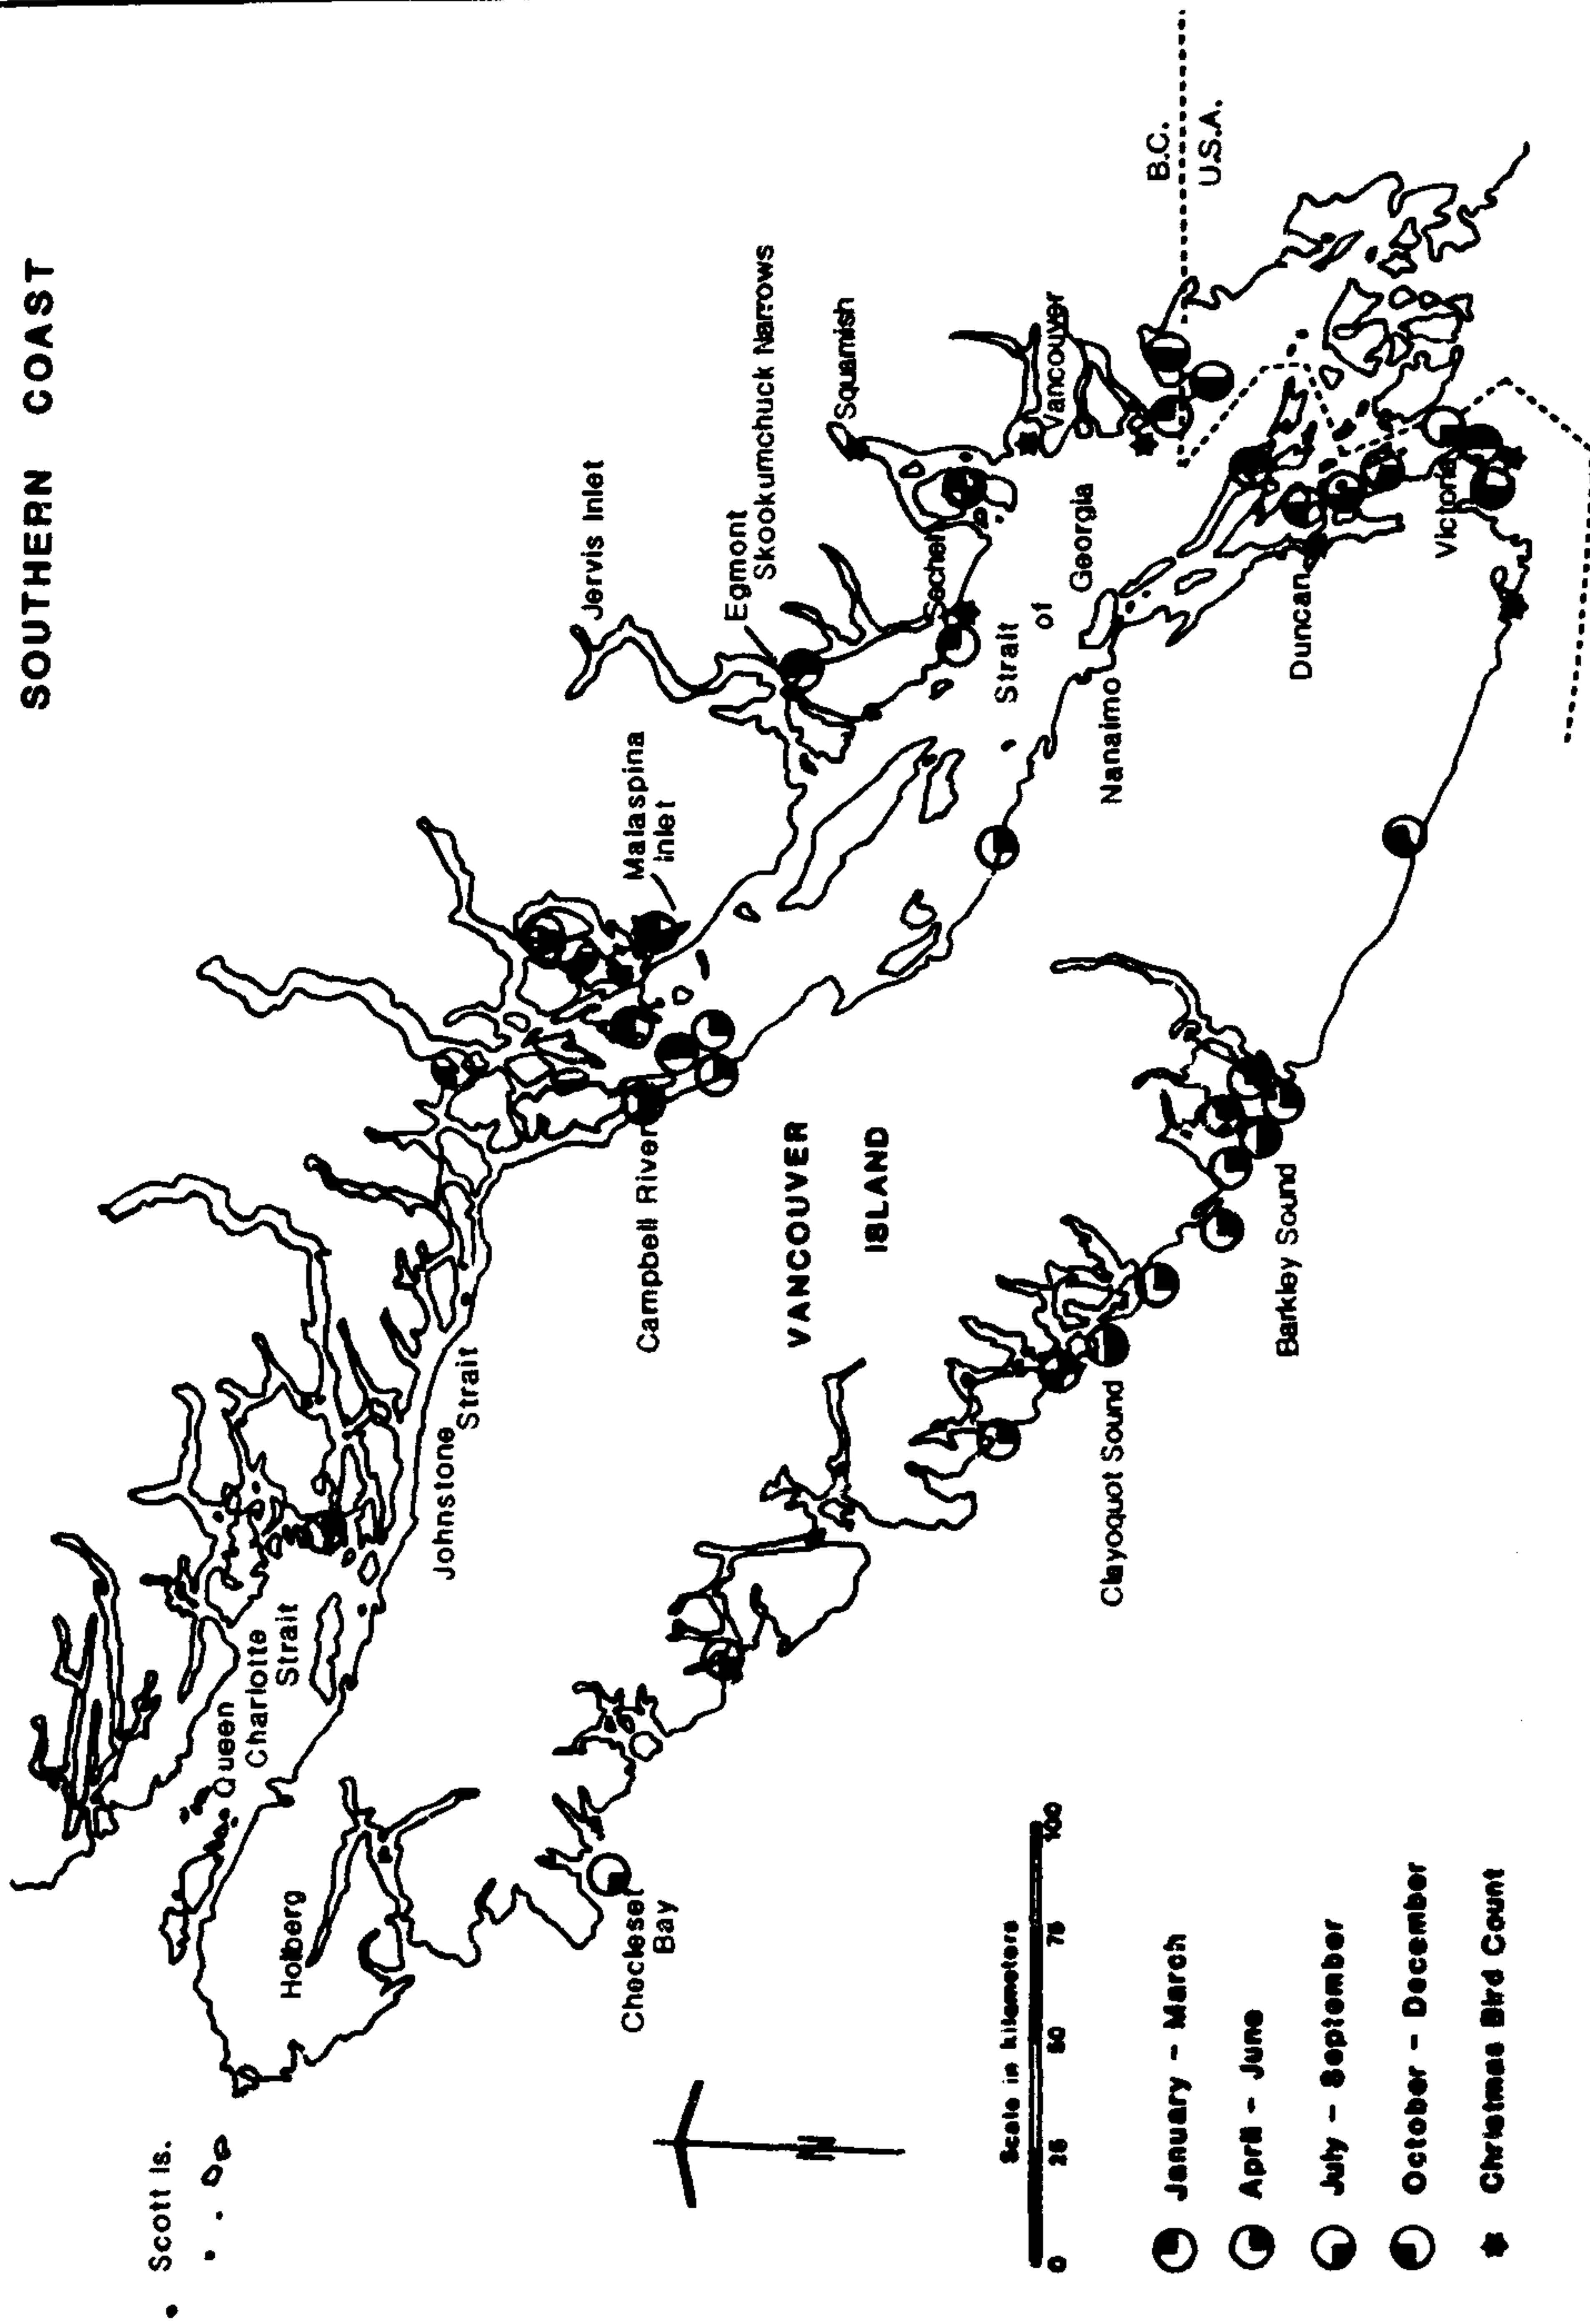 SOUTHERN COAST
Scott Is.
Holberg
Queen
Charlotte
Strait
Johnstone
Strait
Jervis Inlet
Egmont
Skookumchuck Narrows
Squamish
Malaspina
Inlet
Campbell River
VANCOUVER
ISLAND
Sechelt
Vancouver
B.C.
U.S.A.
Strait
of
Georgia
Nanaimo
Duncan
Victoria
Checleset
Bay
Clayoquot Sound
Barkley Sound
Scale in kilometers
0 25 50 75 100
January - March
April - June
July - September
October - December
Christmas Bird Count